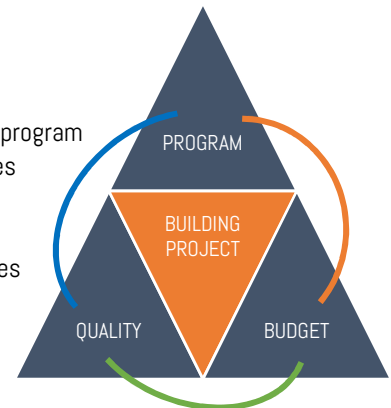 program
PROGRAM
es
BUILDING
PROJECT
es
QUALITY
BUDGET